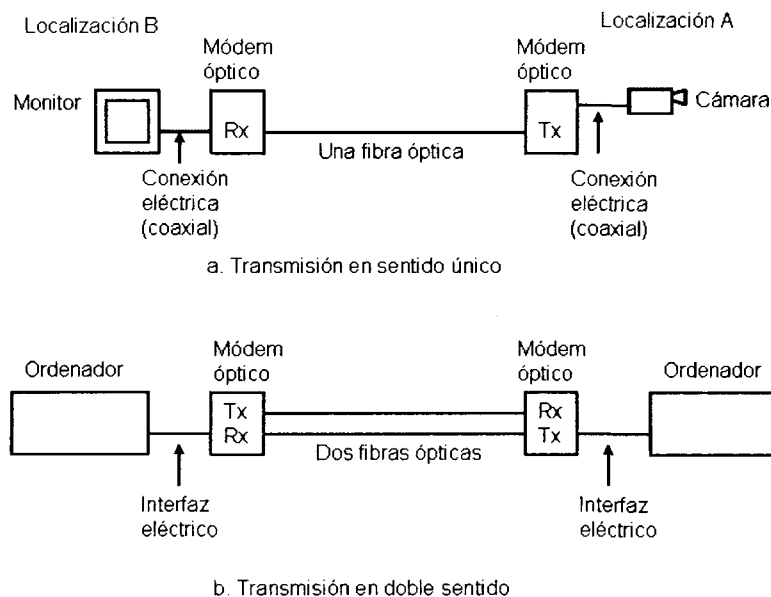 Localización B
Localización A
Módem
óptico
Módem
óptico
Monitor
Rx
Tx
Cámara
Una fibra óptica
Conexión
eléctrica
(coaxial)
Conexión
eléctrica
(coaxial)
a. Transmisión en sentido único
Ordenador
Módem
óptico
Módem
óptico
Ordenador
Tx
Rx
Rx
Tx
Dos fibras ópticas
Interfaz
eléctrico
Interfaz
eléctrico
b. Transmisión en doble sentido